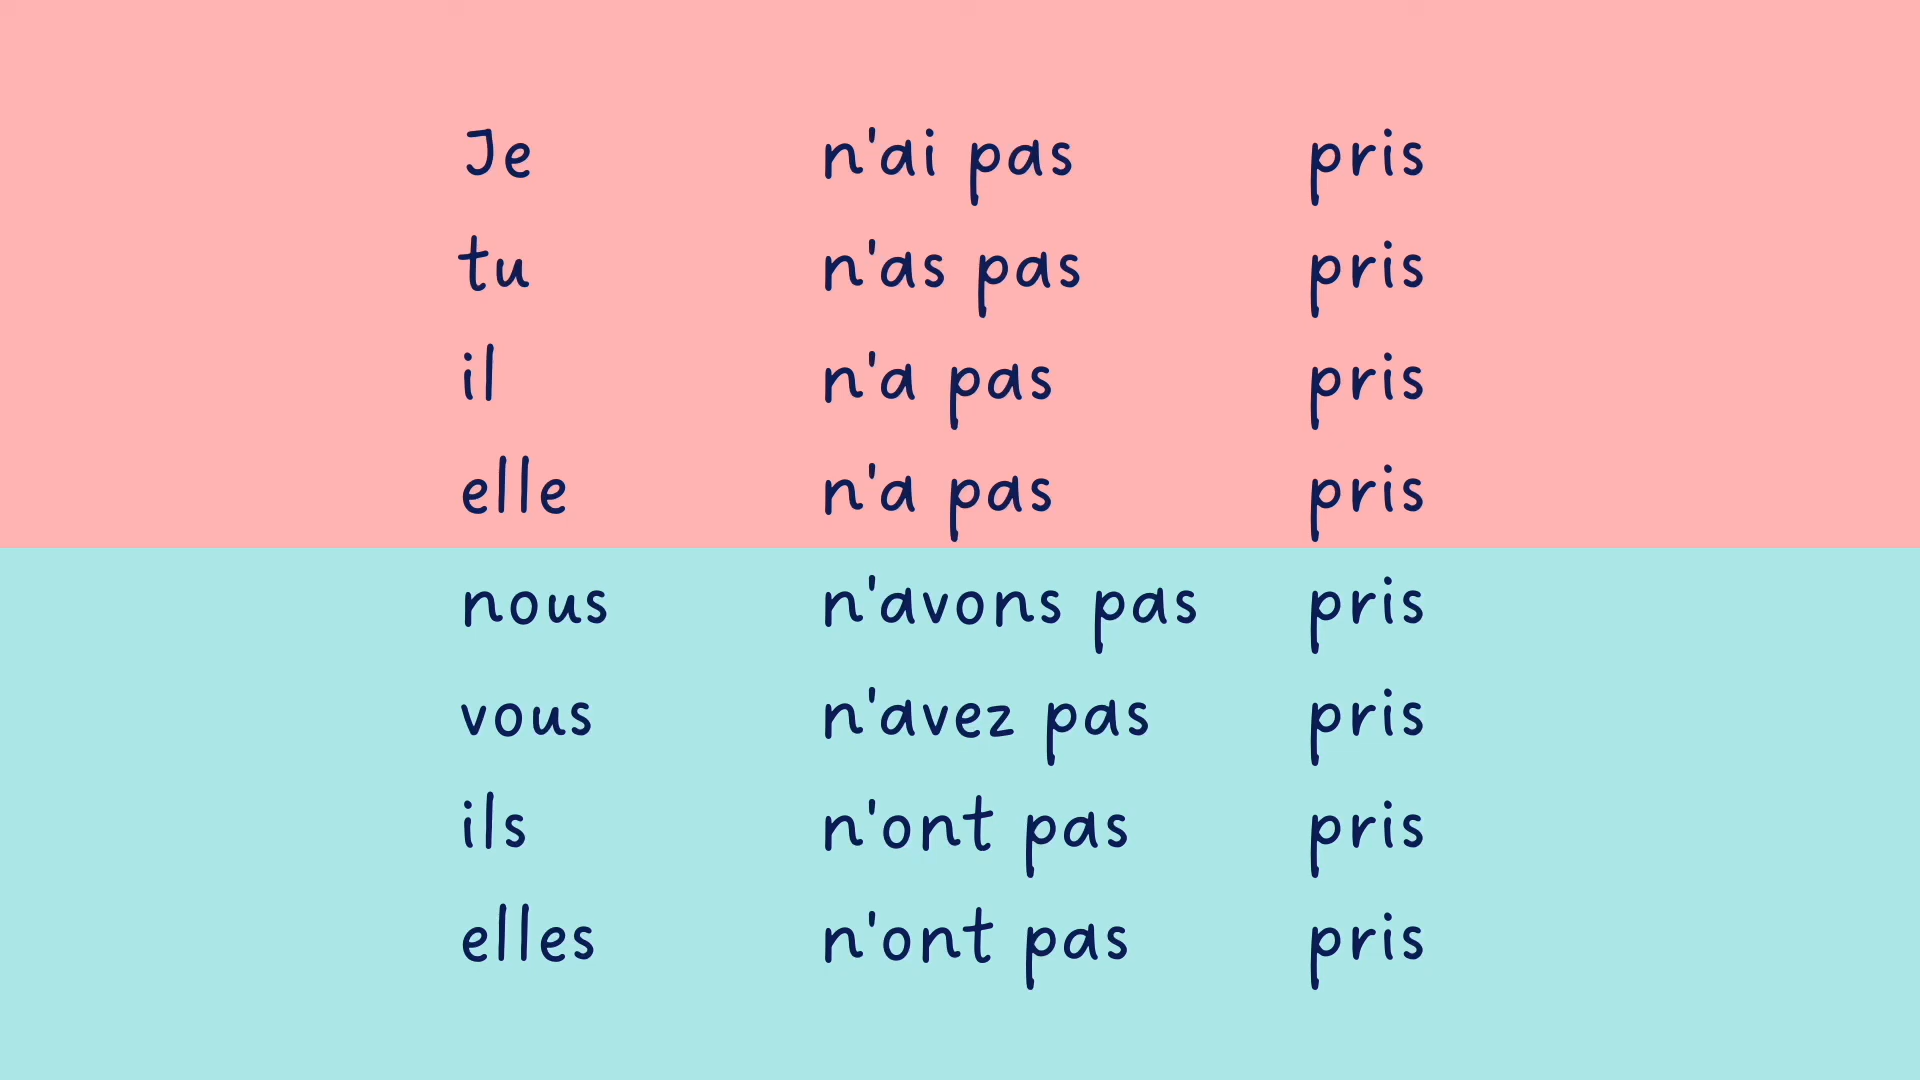 Je n'ai pas pris
tu n'as pas pris
il n'a pas pris
elle n'a pas pris
nous n'avons pas pris
vous n'avez pas pris
ils n'ont pas pris
elles n'ont pas pris